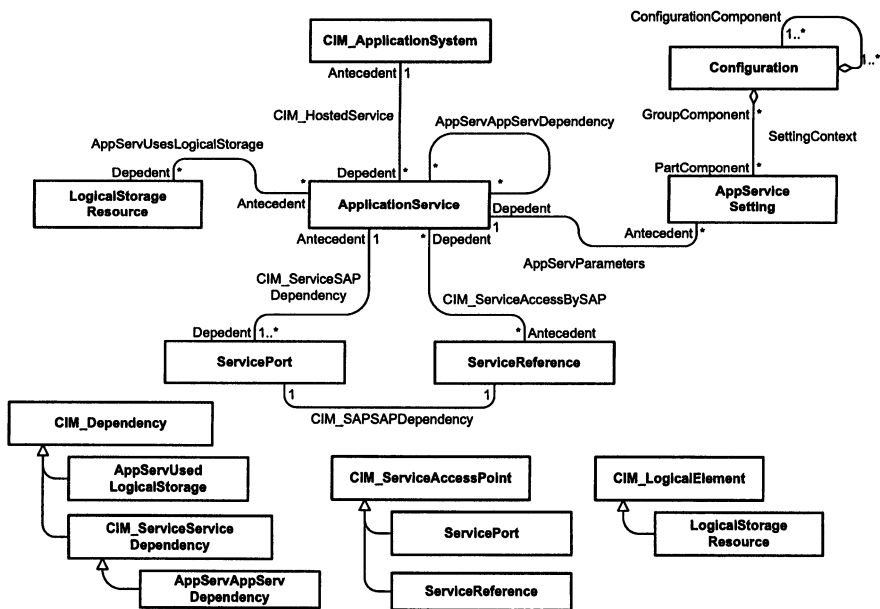 ConfigurationComponent
1..*
CIM_ApplicationSystem
Configuration
1..*
Antecedent 1
CIM_HostedService
AppServAppServDependency
GroupComponent *
SettingContext
AppServUsesLogicalStorage
Depedent *
*
Depedent *
*
*
PartComponent *
LogicalStorage
Resource
Antecedent
ApplicationService
Depedent
1
AppService
Setting
Antecedent *
AppServParameters
Antecedent 1
* Depedent
CIM_ServiceSAP
Dependency
CIM_ServiceAccessBySAP
Depedent 1..*
* Antecedent
ServicePort
ServiceReference
1
1
CIM_SAPSAPDependency
CIM_Dependency
AppServUsed
LogicalStorage
CIM_ServiceService
Dependency
AppServAppServ
Dependency
CIM_ServiceAccessPoint
ServicePort
ServiceReference
CIM_LogicalElement
LogicalStorage
Resource